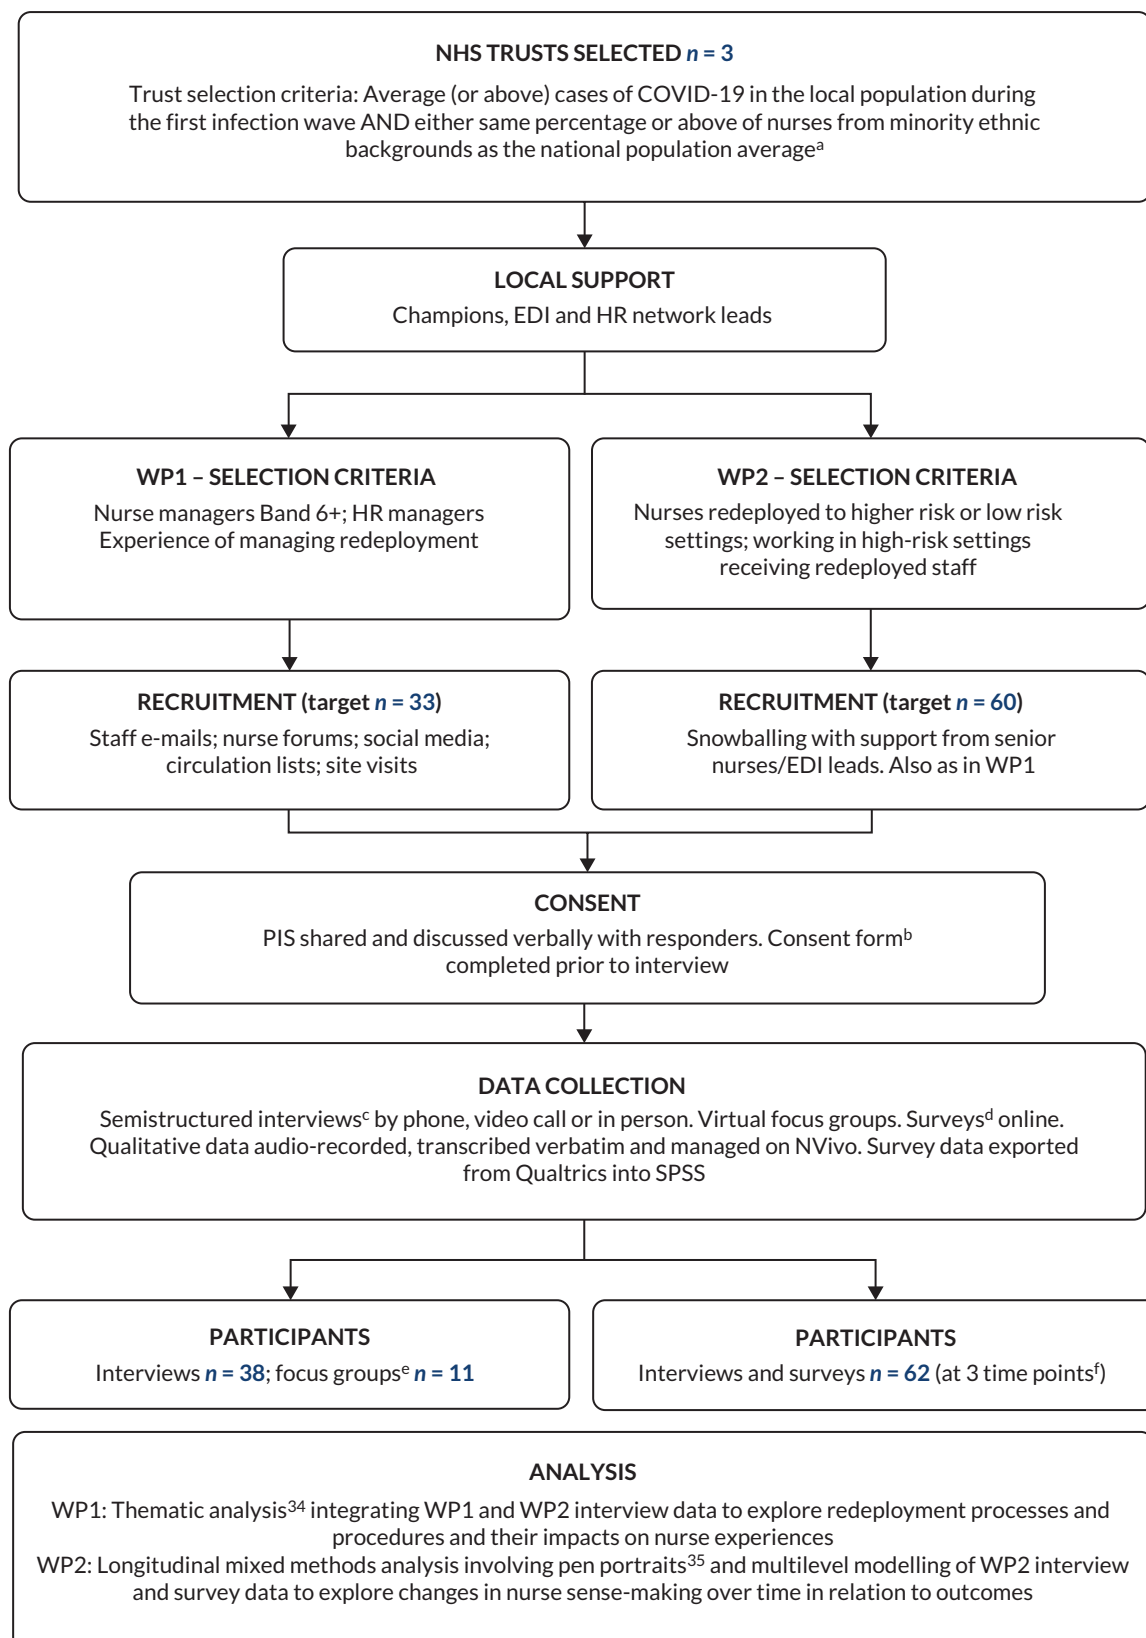 NHS TRUSTS SELECTED n = 3
Trust selection criteria: Average (or above) cases of COVID-19 in the local population during
the first infection wave AND either same percentage or above of nurses from minority ethnic
backgrounds as the national population averageᵃ
LOCAL SUPPORT
Champions, EDI and HR network leads
WP1 – SELECTION CRITERIA
Nurse managers Band 6+; HR managers
Experience of managing redeployment
WP2 – SELECTION CRITERIA
Nurses redeployed to higher risk or low risk
settings; working in high-risk settings
receiving redeployed staff
RECRUITMENT (target n = 33)
Staff e-mails; nurse forums; social media;
circulation lists; site visits
RECRUITMENT (target n = 60)
Snowballing with support from senior
nurses/EDI leads. Also as in WP1
CONSENT
PIS shared and discussed verbally with responders. Consent formᵇ
completed prior to interview
DATA COLLECTION
Semistructured interviewsᶜ by phone, video call or in person. Virtual focus groups. Surveysᵈ online.
Qualitative data audio-recorded, transcribed verbatim and managed on NVivo. Survey data exported
from Qualtrics into SPSS
PARTICIPANTS
Interviews n = 38; focus groupsᵉ n = 11
PARTICIPANTS
Interviews and surveys n = 62 (at 3 time pointsᶠ)
ANALYSIS
WP1: Thematic analysis³⁴ integrating WP1 and WP2 interview data to explore redeployment processes and
procedures and their impacts on nurse experiences
WP2: Longitudinal mixed methods analysis involving pen portraits³⁵ and multilevel modelling of WP2 interview
and survey data to explore changes in nurse sense-making over time in relation to outcomes